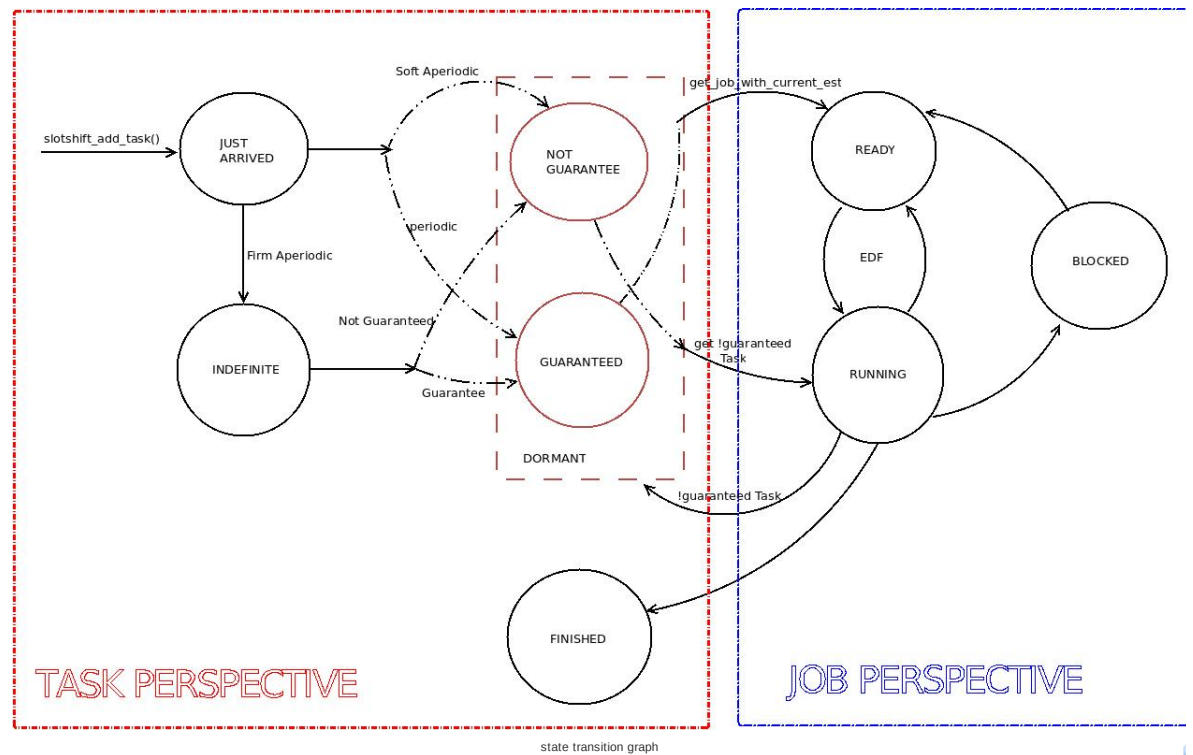 Soft Aperiodic
get_job_with_current_est
slotshift_add_task()
JUST
ARRIVED
NOT
GUARANTEE
READY
periodic
Firm Aperiodic
EDF
BLOCKED
Not Guaranteed
get !guaranteed
Task
INDEFINITE
GUARANTEED
RUNNING
Guarantee
DORMANT
!guaranteed Task
FINISHED
TASK PERSPECTIVE
JOB PERSPECTIVE
state transition graph